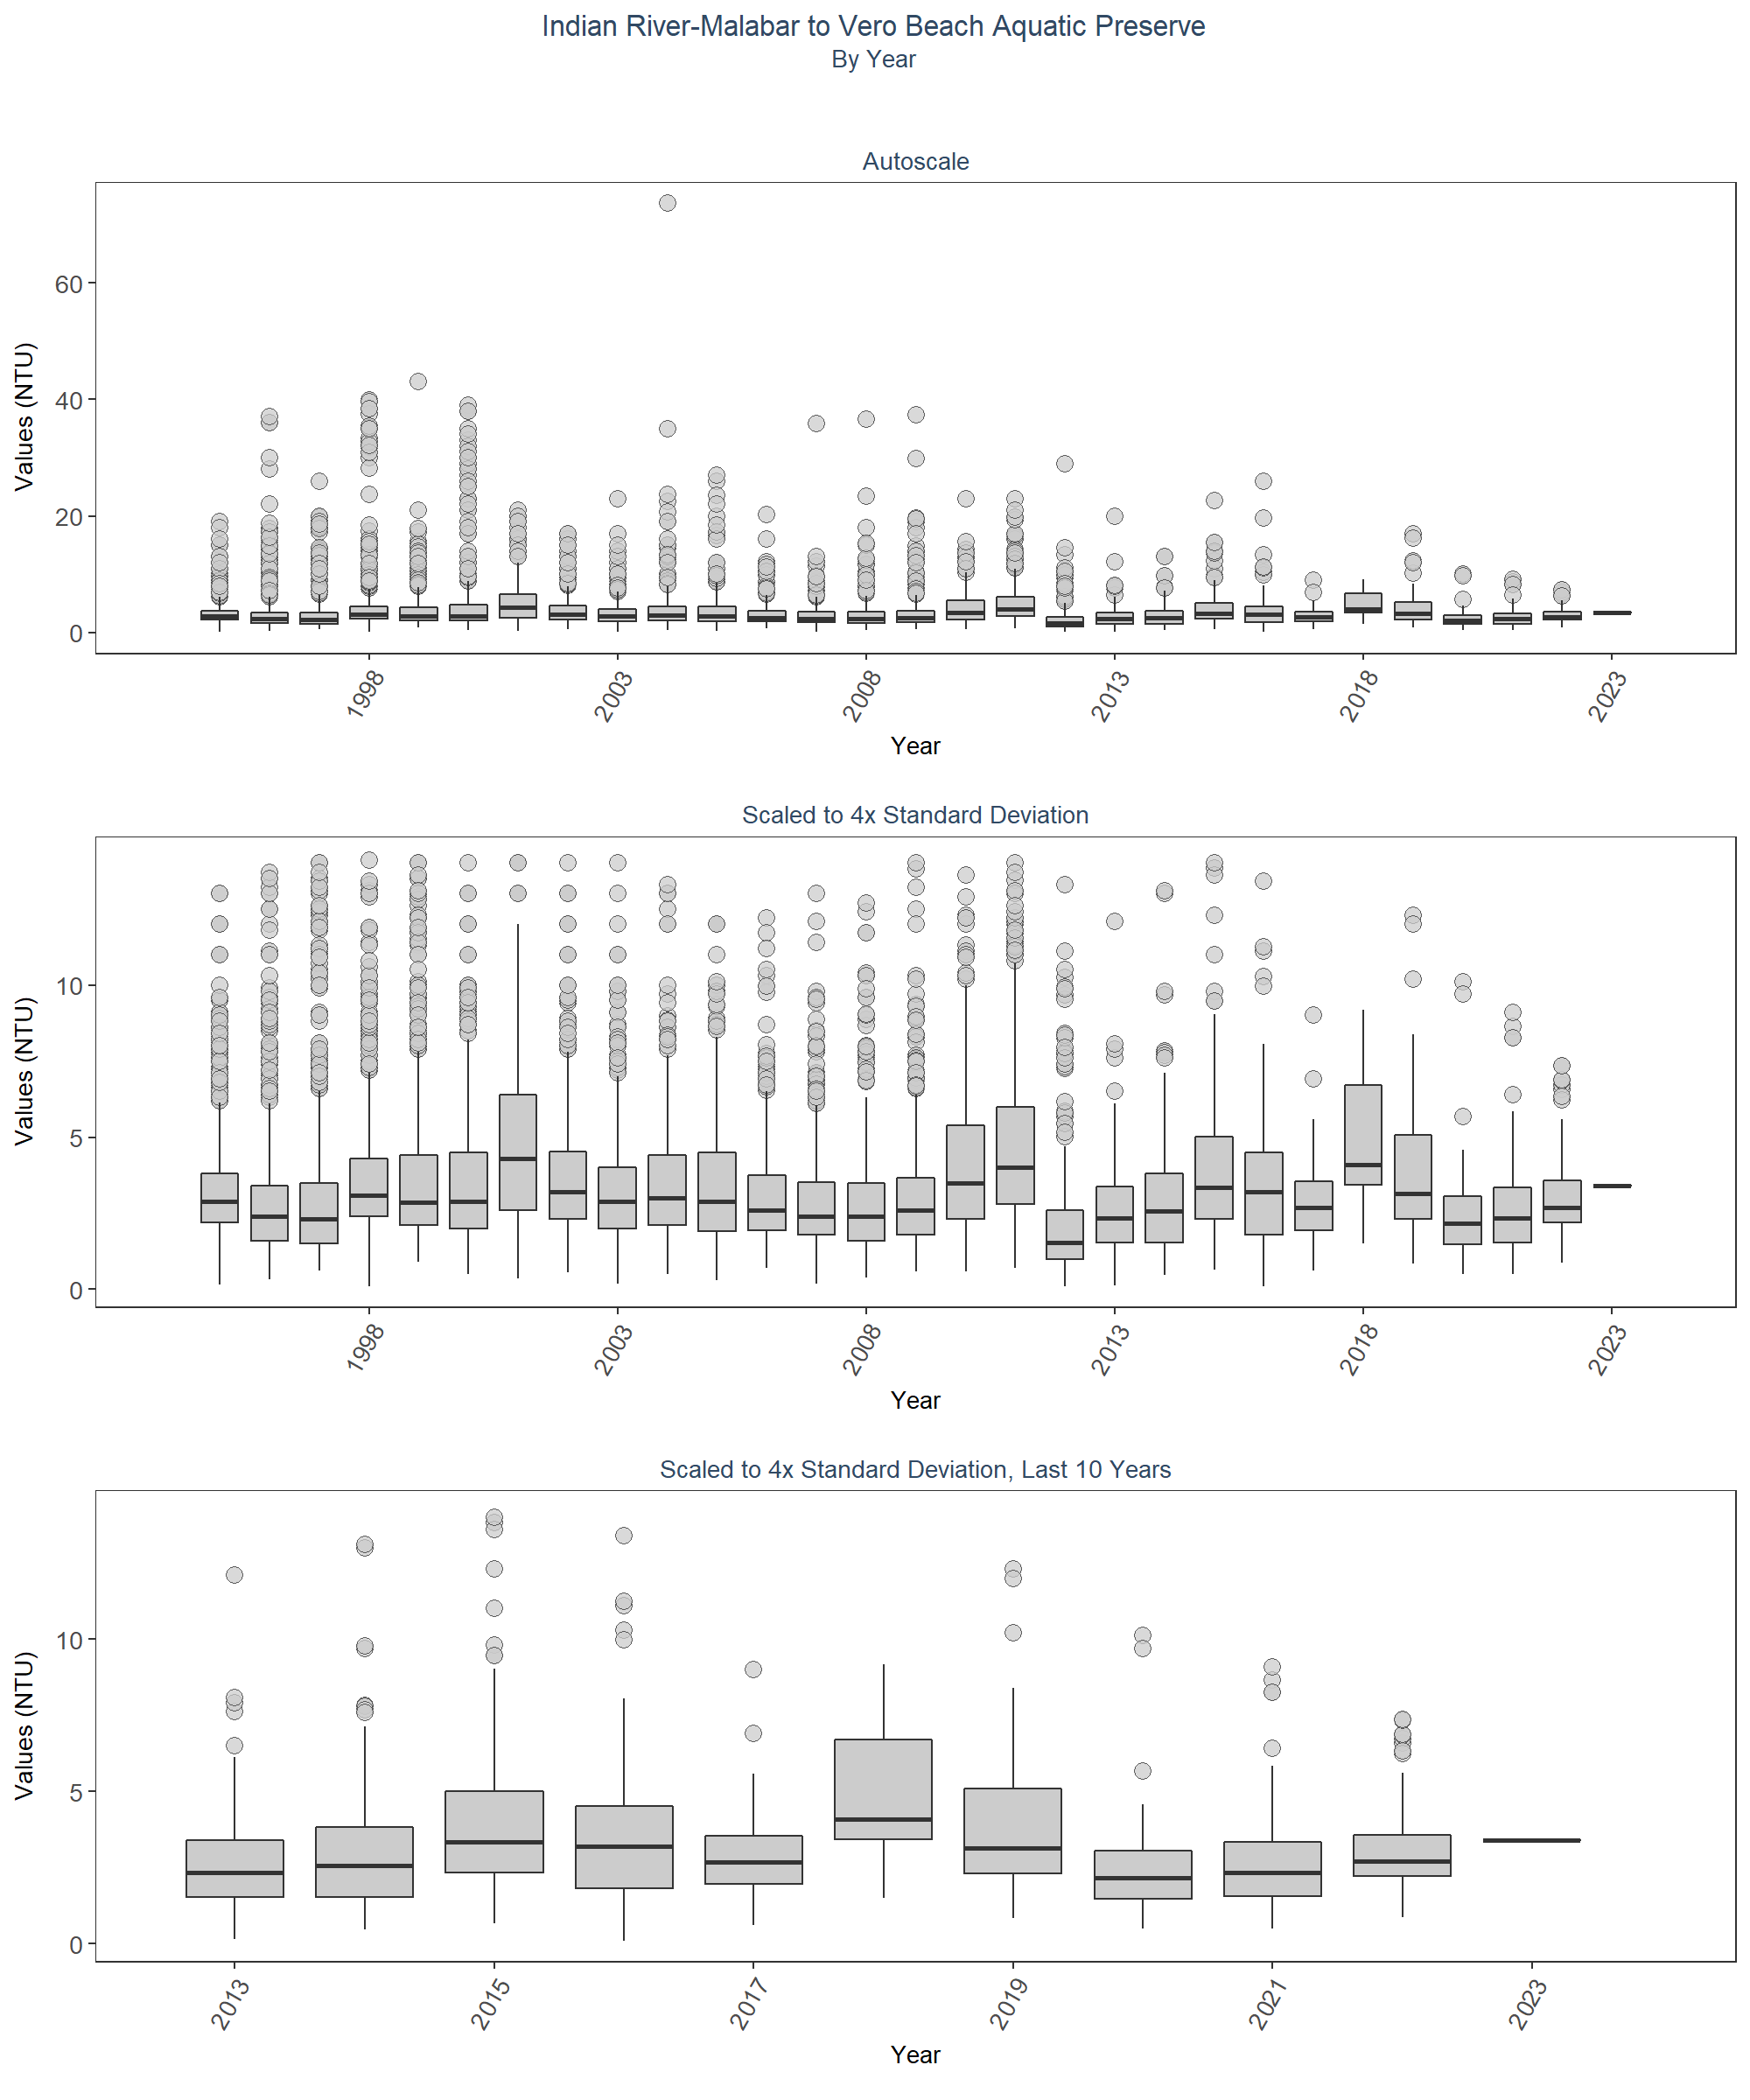 Indian River-Malabar to Vero Beach Aquatic Preserve
By Year
Autoscale
Values (NTU)
60
40
20
0
1998
2003
2008
2013
2018
2023
Year
Scaled to 4x Standard Deviation
Values (NTU)
10
5
0
1998
2003
2008
2013
2018
2023
Year
Scaled to 4x Standard Deviation, Last 10 Years
Values (NTU)
10
5
0
2013
2015
2017
2019
2021
2023
Year